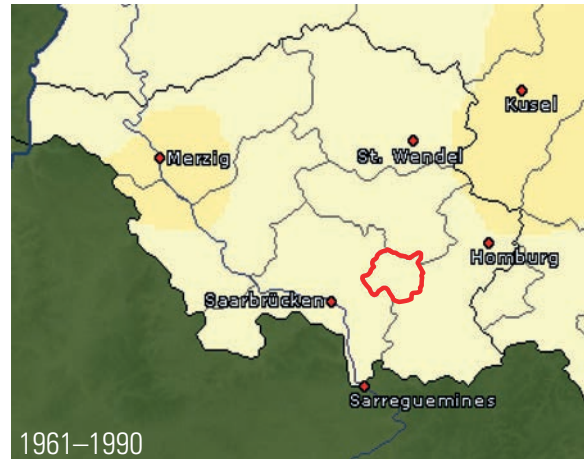 Kusel
St. Wendel
Merzig
Homburg
Saarbrücken
Sarreguemines
1961–1990